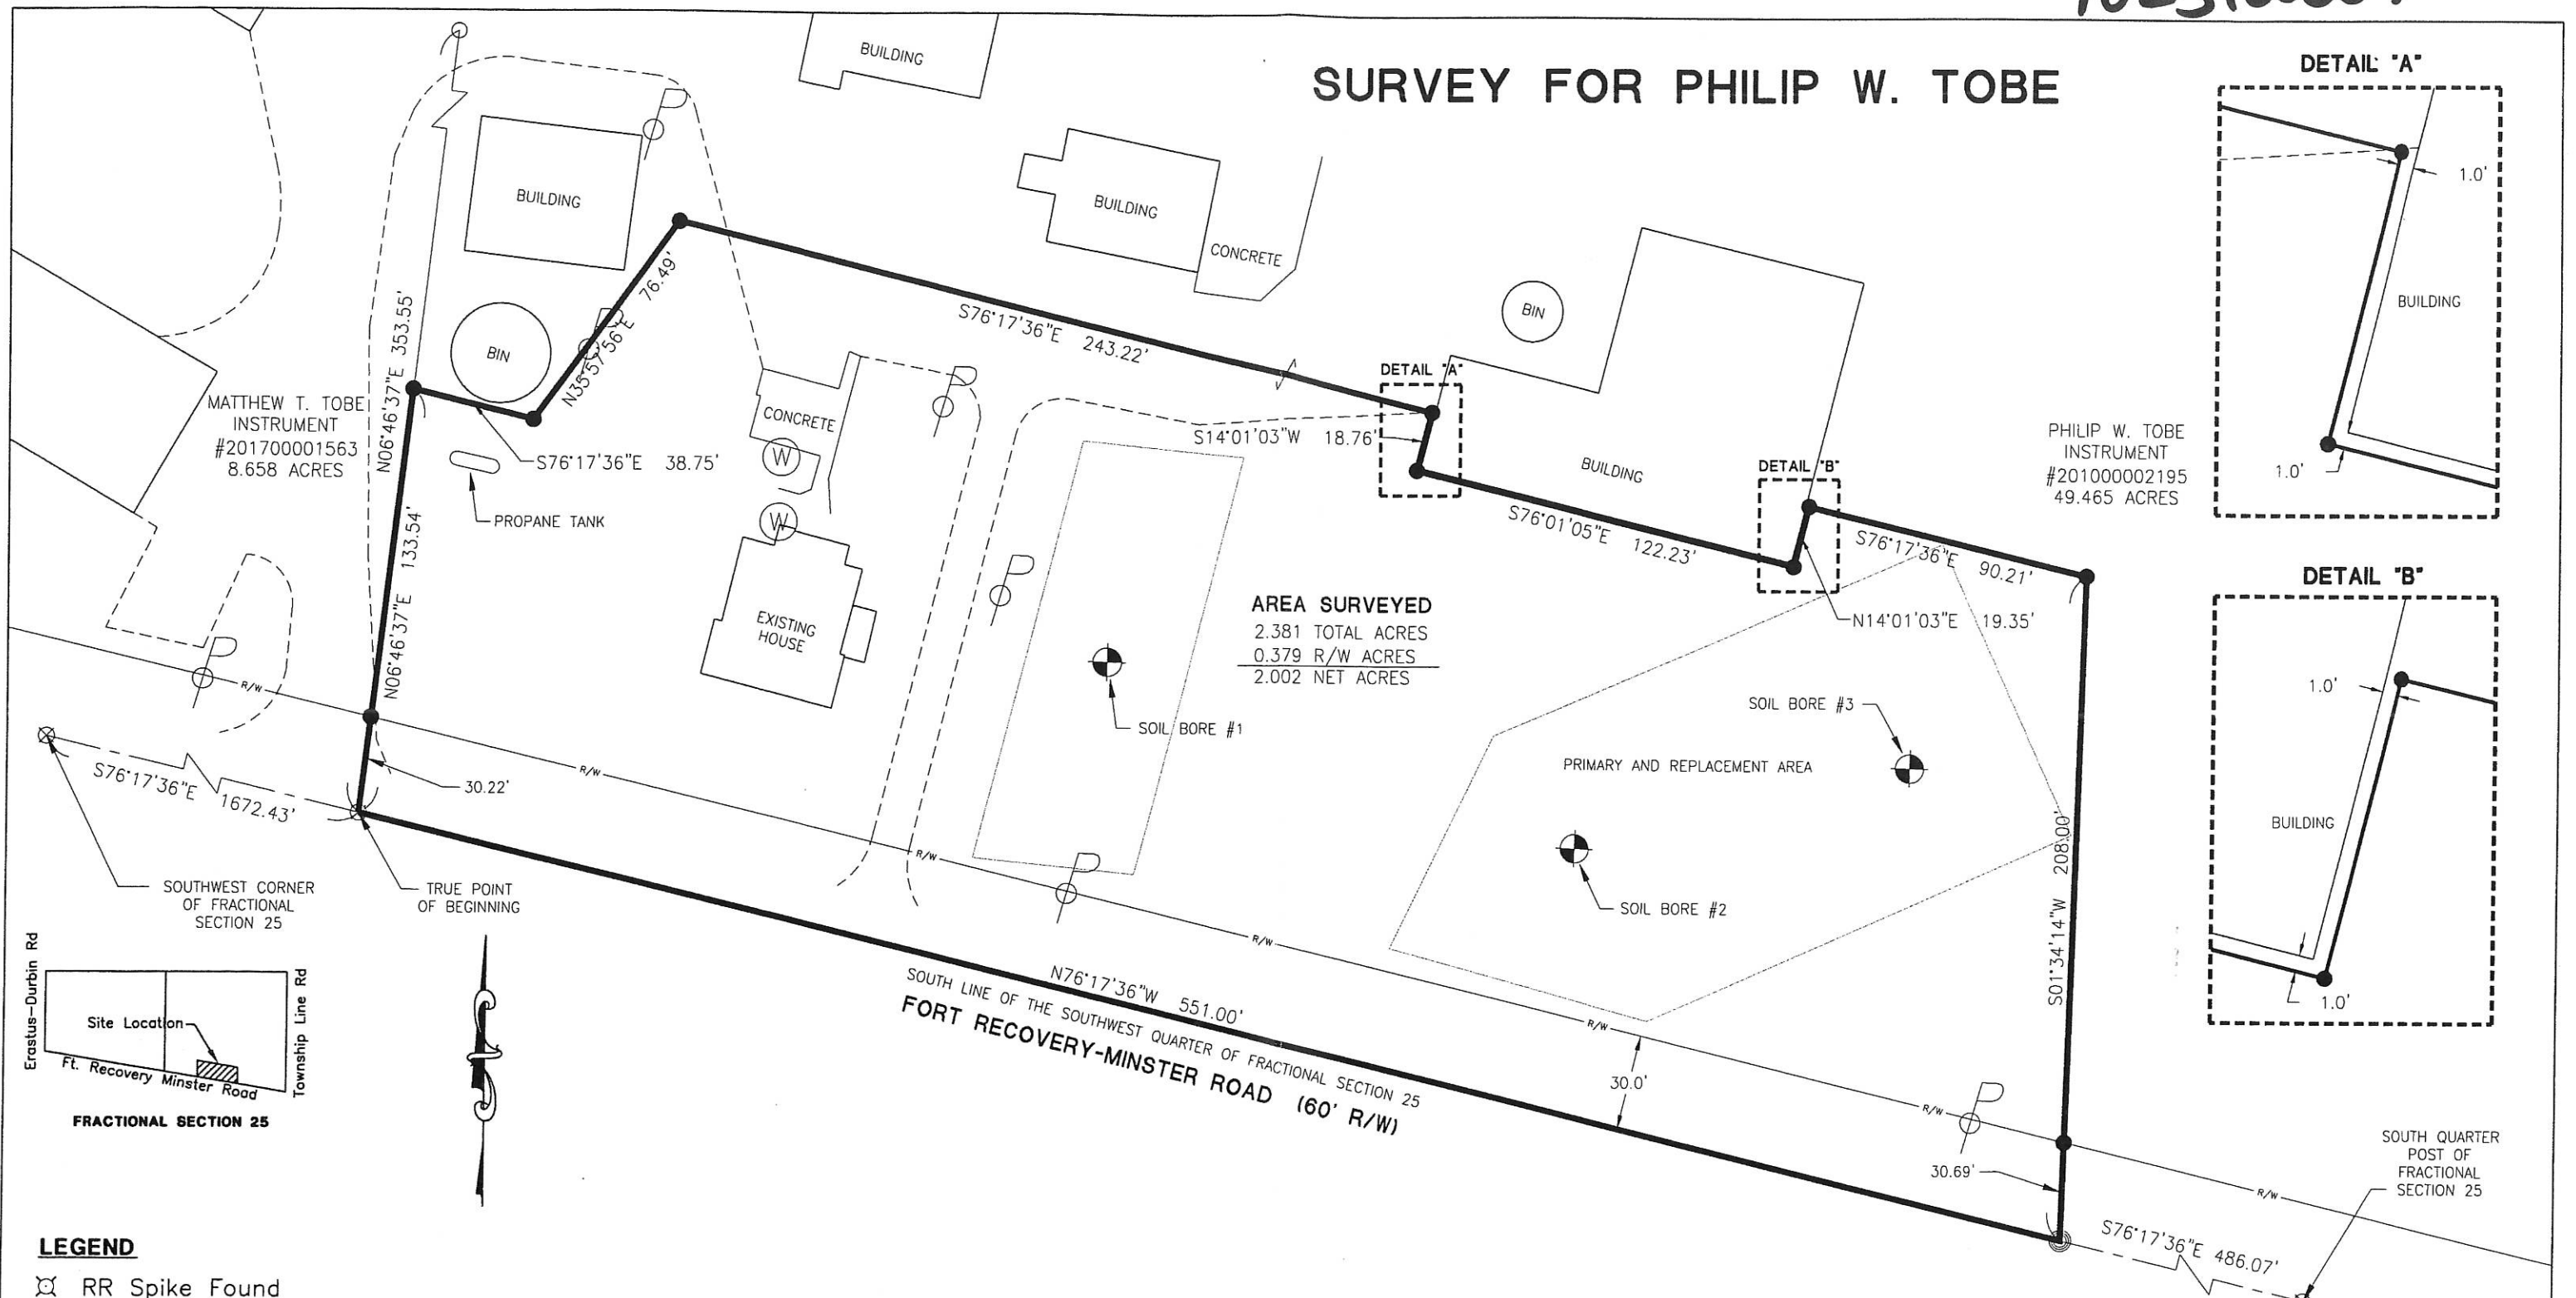 SURVEY FOR PHILIP W. TOBE
DETAIL "A"
1.0'
BUILDING
1.0'
DETAIL "B"
1.0'
BUILDING
1.0'
BUILDING
BUILDING
BUILDING
CONCRETE
BIN
BIN
N35°57'56"E 76.49'
S76°17'36"E 243.22'
N06°46'37"E 353.55'
MATTHEW T. TOBE
INSTRUMENT
#201700001563
8.658 ACRES
S76°17'36"E 38.75'
PROPANE TANK
CONCRETE
W
W
EXISTING
HOUSE
DETAIL "A"
S14°01'03"W 18.76'
BUILDING
S76°01'05"E 122.23'
DETAIL "B"
S76°17'36"E 90.21'
N14°01'03"E 19.35'
PHILIP W. TOBE
INSTRUMENT
#201000002195
49.465 ACRES
AREA SURVEYED
2.381 TOTAL ACRES
0.379 R/W ACRES
2.002 NET ACRES
N06°46'37"E 133.54'
SOIL BORE #1
SOIL BORE #3
PRIMARY AND REPLACEMENT AREA
SOIL BORE #2
S01°34'14"W 208.00'
R/W
R/W
R/W
R/W
R/W
R/W
R/W
S76°17'36"E 1672.43'
30.22'
SOUTHWEST CORNER
OF FRACTIONAL
SECTION 25
TRUE POINT
OF BEGINNING
N76°17'36"W 551.00'
SOUTH LINE OF THE SOUTHWEST QUARTER OF FRACTIONAL SECTION 25
FORT RECOVERY-MINSTER ROAD (60' R/W)
30.0'
30.69'
SOUTH QUARTER
POST OF
FRACTIONAL
SECTION 25
S76°17'36"E 486.07'
Erastus-Durbin Rd
Site Location
Township Line Rd
Ft. Recovery Minster Road
FRACTIONAL SECTION 25
LEGEND
RR Spike Found